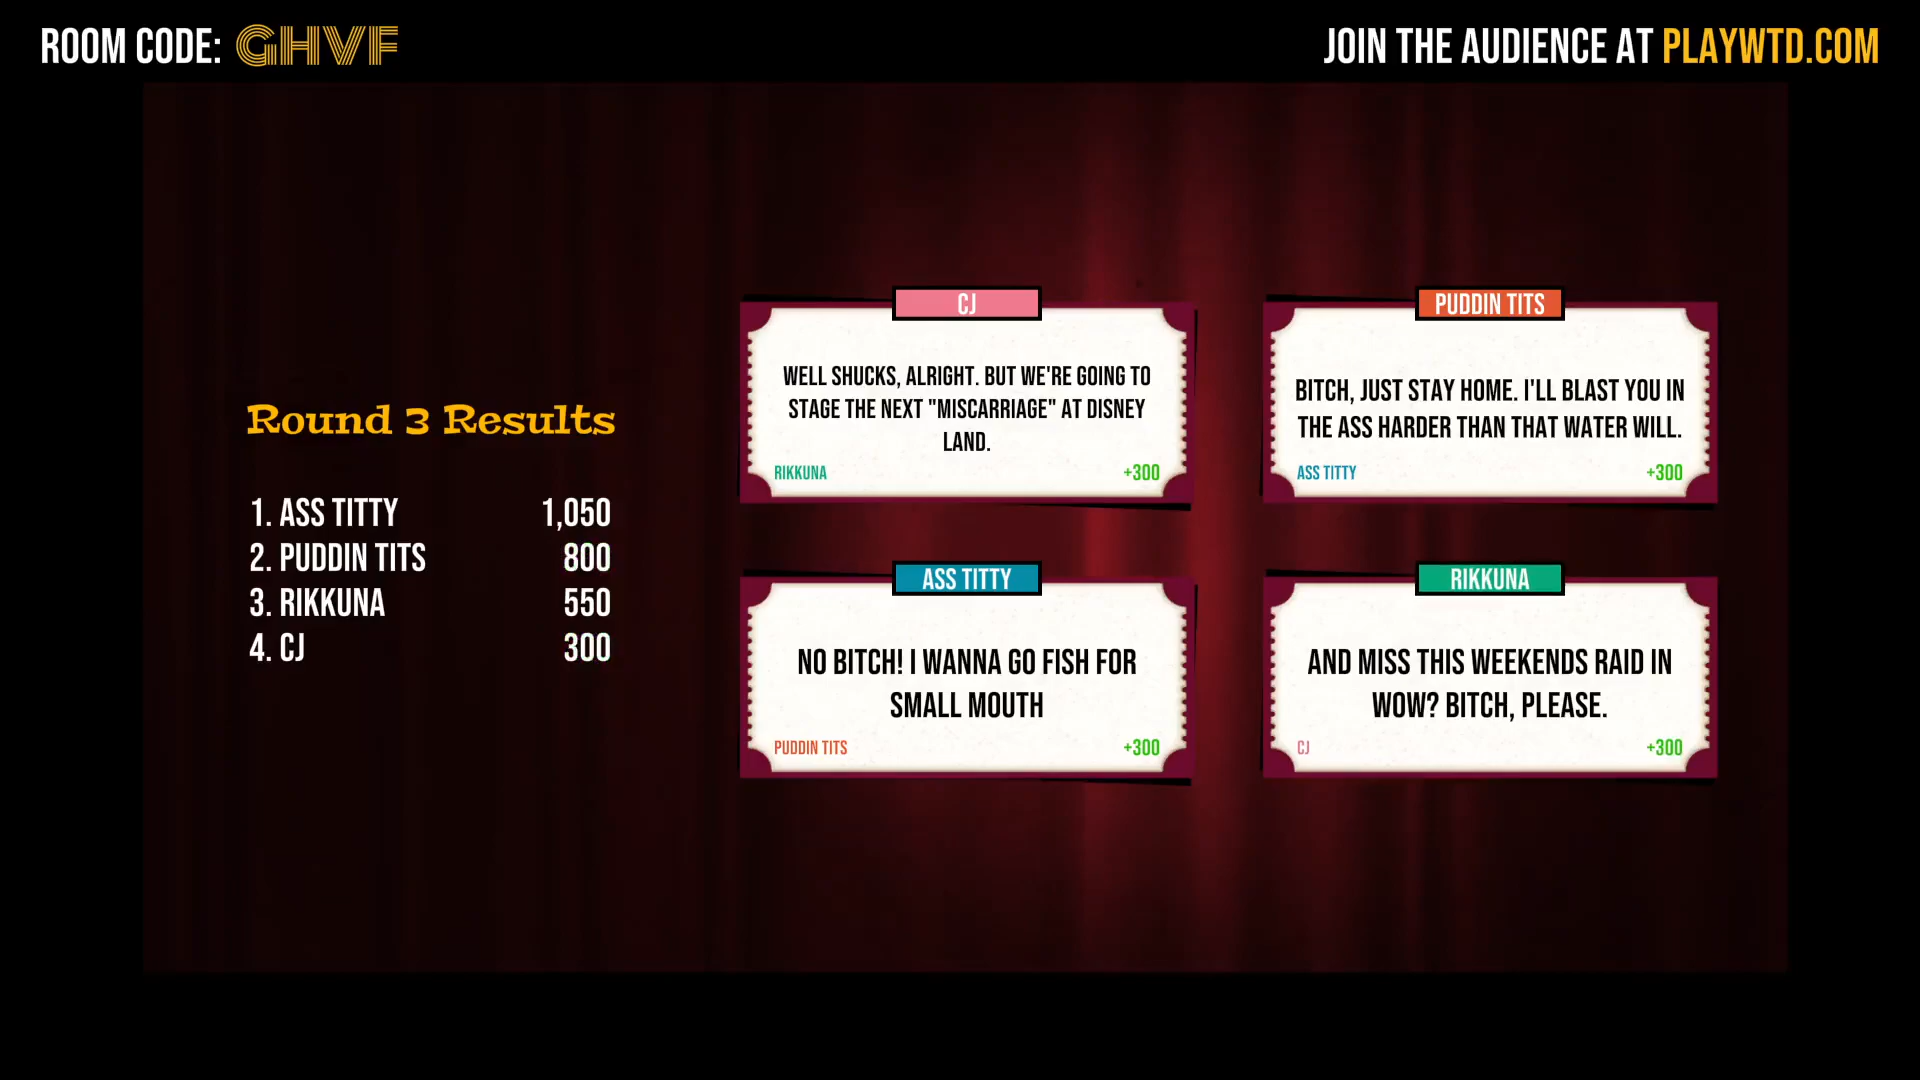 ROOM CODE: GHVF
JOIN THE AUDIENCE AT PLAYWTD.COM
Round 3 Results
1. ASS TITTY 1,050
2. PUDDIN TITS 800
3. RIKKUNA 550
4. CJ 300
CJ
WELL SHUCKS, ALRIGHT. BUT WE'RE GOING TO
STAGE THE NEXT "MISCARRIAGE" AT DISNEY
LAND.
RIKKUNA +300
PUDDIN TITS
BITCH, JUST STAY HOME. I'LL BLAST YOU IN
THE ASS HARDER THAN THAT WATER WILL.
ASS TITTY +300
ASS TITTY
NO BITCH! I WANNA GO FISH FOR
SMALL MOUTH
PUDDIN TITS +300
RIKKUNA
AND MISS THIS WEEKENDS RAID IN
WOW? BITCH, PLEASE.
CJ +300